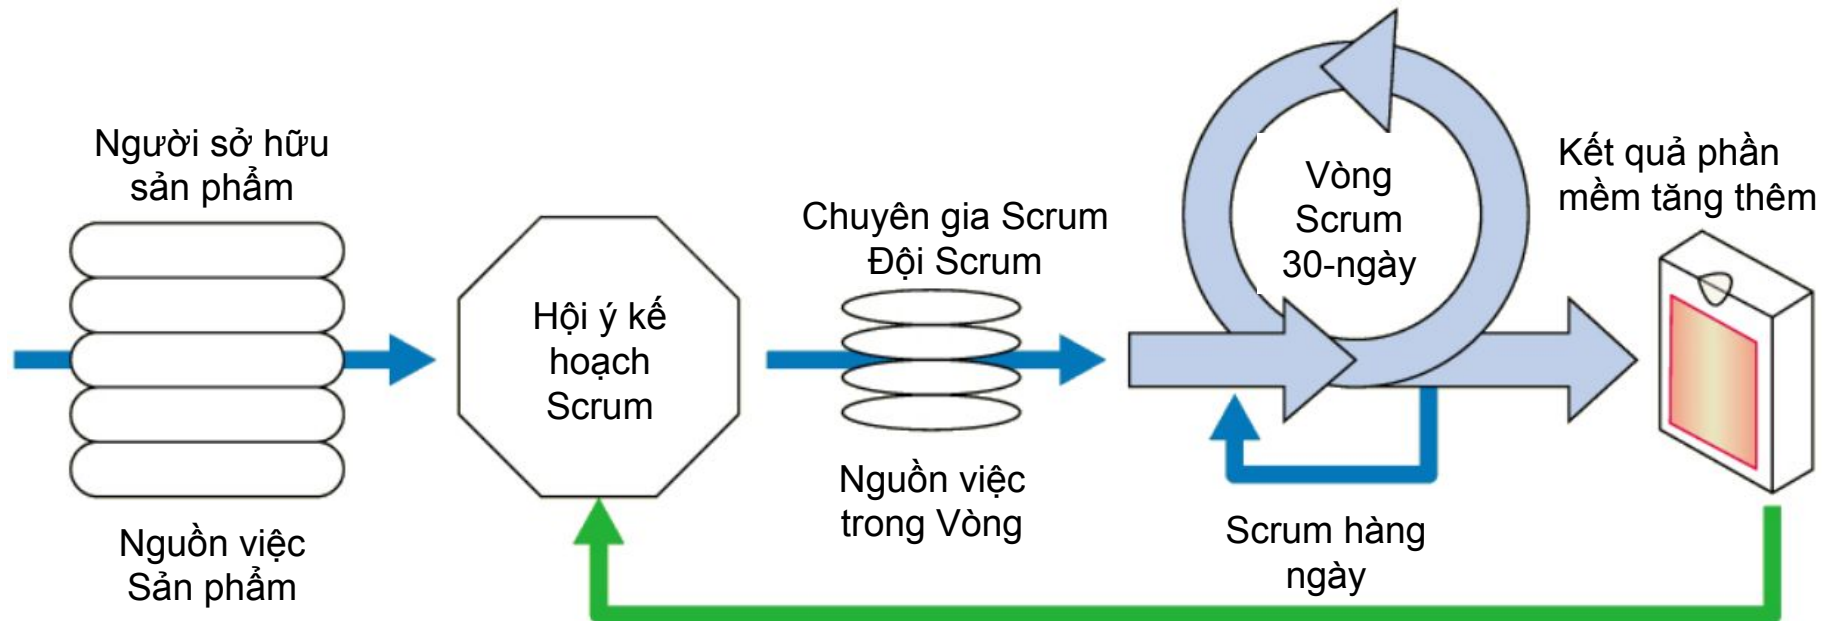 Người sở hữu
sản phẩm
Nguồn việc
Sản phẩm
Hội ý kế
hoạch
Scrum
Chuyên gia Scrum
Đội Scrum
Nguồn việc
trong Vòng
Vòng
Scrum
30-ngày
Scrum hàng
ngày
Kết quả phần
mềm tăng thêm